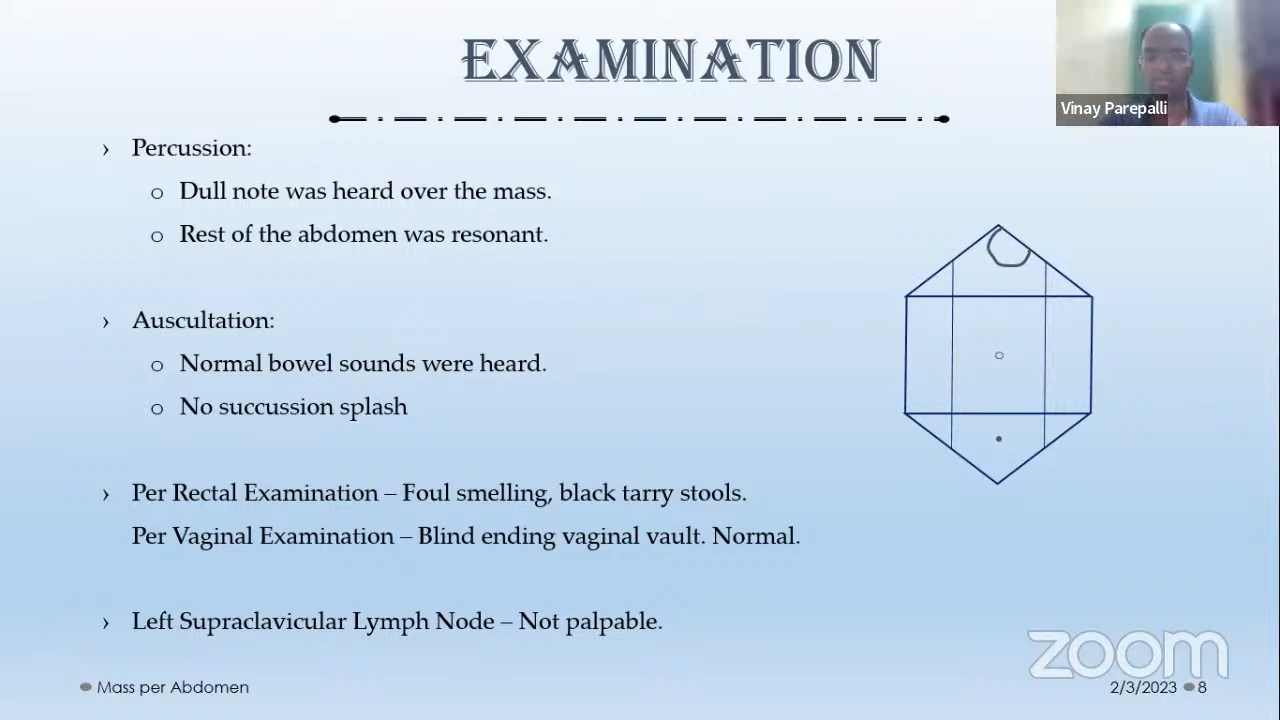 EXAMINATION
Vinay Parepalli
› Percussion:
o Dull note was heard over the mass.
o Rest of the abdomen was resonant.
› Auscultation:
o Normal bowel sounds were heard.
o No succussion splash
› Per Rectal Examination – Foul smelling, black tarry stools.
Per Vaginal Examination – Blind ending vaginal vault. Normal.
› Left Supraclavicular Lymph Node – Not palpable.
zoom
Mass per Abdomen
2/3/2023 8